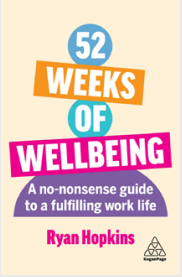 52
WEEKS
OF
WELLBEING
A no-nonsense guide
to a fulfilling work life
Ryan Hopkins
KoganPage